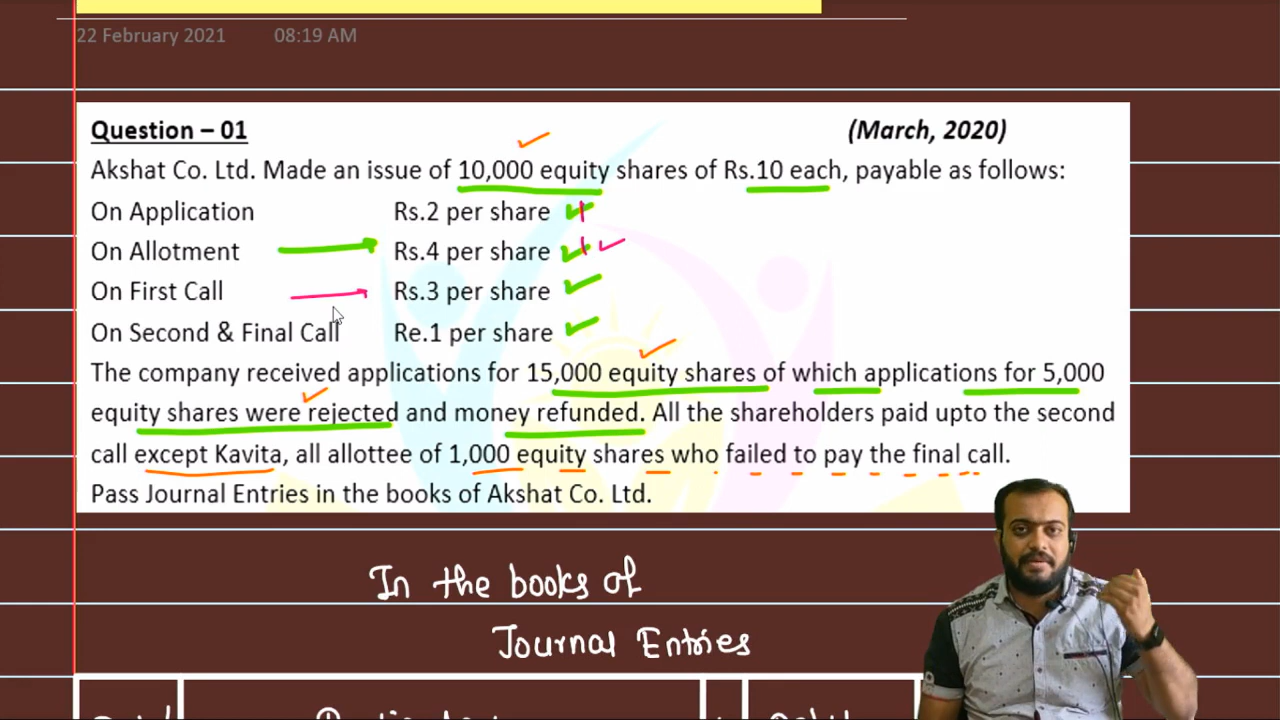 22 February 2021 08:19 AM
Question – 01 (March, 2020)
Akshat Co. Ltd. Made an issue of 10,000 equity shares of Rs.10 each, payable as follows:
On Application Rs.2 per share
On Allotment Rs.4 per share
On First Call Rs.3 per share
On Second & Final Call Re.1 per share
The company received applications for 15,000 equity shares of which applications for 5,000
equity shares were rejected and money refunded. All the shareholders paid upto the second
call except Kavita, all allottee of 1,000 equity shares who failed to pay the final call.
Pass Journal Entries in the books of Akshat Co. Ltd.
In the books of
Journal Entries